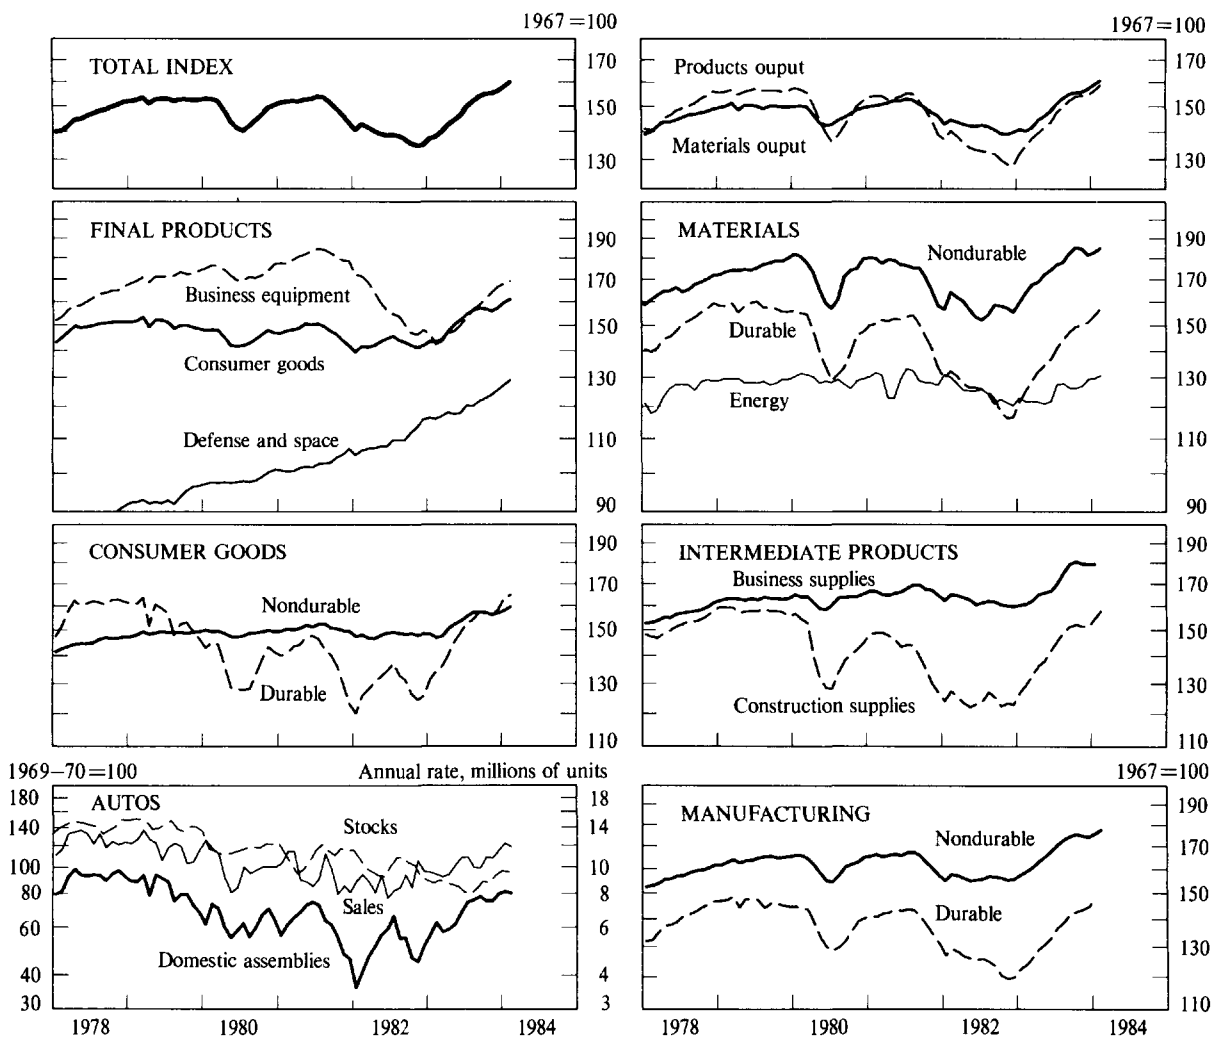 1967=100
TOTAL INDEX
170
150
130
FINAL PRODUCTS
190
Business equipment
170
150
Consumer goods
130
Defense and space
110
90
CONSUMER GOODS
190
170
Nondurable
150
Durable
130
110
1969–70=100
Annual rate, millions of units
AUTOS
180
140
100
80
60
40
30
Stocks
Sales
Domestic assemblies
18
14
10
8
6
4
3
1978
1980
1982
1984
1967=100
Products ouput
Materials ouput
170
150
130
MATERIALS
Nondurable
Durable
Energy
190
170
150
130
110
90
INTERMEDIATE PRODUCTS
Business supplies
Construction supplies
190
170
150
130
110
1967=100
MANUFACTURING
Nondurable
Durable
190
170
150
130
110
1978
1980
1982
1984